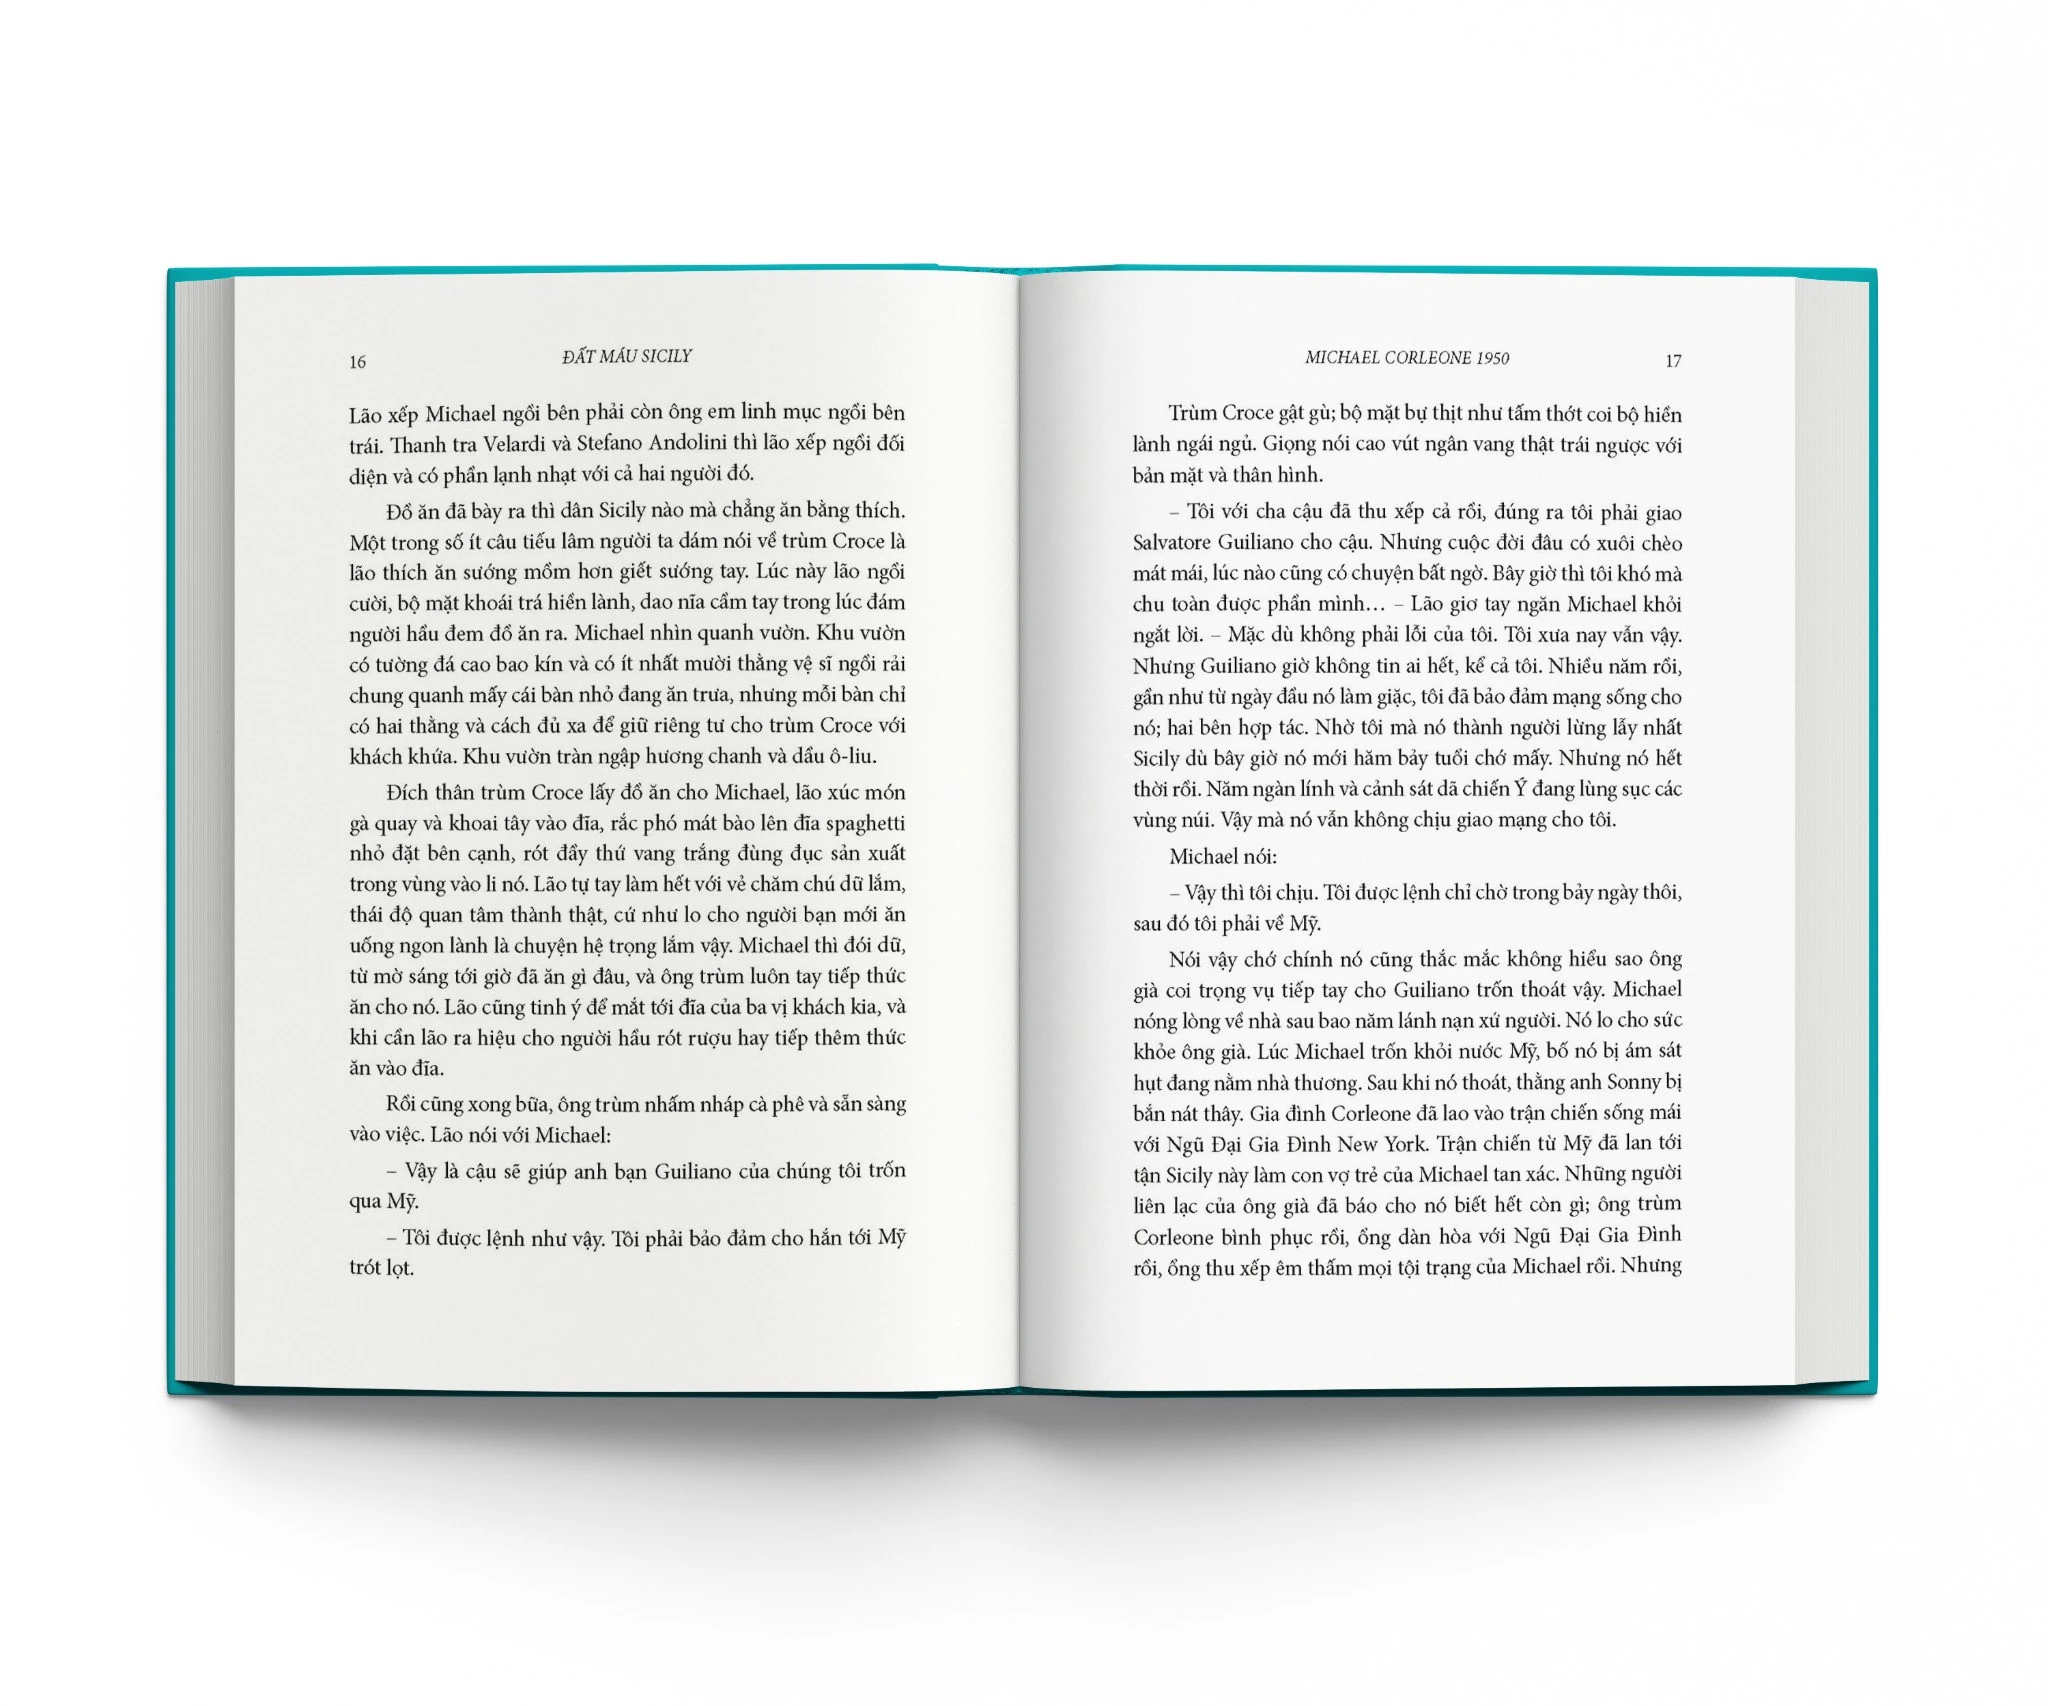 16
ĐẤT MÁU SICILY
Lão xếp Michael ngồi bên phải còn ông em linh mục ngồi bên
trái. Thanh tra Velardi và Stefano Andolini thì lão xếp ngồi đối
diện và có phần lạnh nhạt với cả hai người đó.
Đồ ăn đã bày ra thì dân Sicily nào mà chẳng ăn bằng thích.
Một trong số ít câu tiếu lâm người ta dám nói về trùm Croce là
lão thích ăn sướng mồm hơn giết sướng tay. Lúc này lão ngồi
cười, bộ mặt khoái trá hiền lành, dao nĩa cầm tay trong lúc đám
người hầu đem đồ ăn ra. Michael nhìn quanh vườn. Khu vườn
có tường đá cao bao kín và có ít nhất mười thằng vệ sĩ ngồi rải
chung quanh mấy cái bàn nhỏ đang ăn trưa, nhưng mỗi bàn chỉ
có hai thằng và cách đủ xa để giữ riêng tư cho trùm Croce với
khách khứa. Khu vườn tràn ngập hương chanh và dầu ô-liu.
Đích thân trùm Croce lấy đồ ăn cho Michael, lão xúc món
gà quay và khoai tây vào đĩa, rắc phó mát bào lên đĩa spaghetti
nhỏ đặt bên cạnh, rót đầy thứ vang trắng đùng đục sản xuất
trong vùng vào li nó. Lão tự tay làm hết với vẻ chăm chú dữ lắm,
thái độ quan tâm thành thật, cứ như lo cho người bạn mới ăn
uống ngon lành là chuyện hệ trọng lắm vậy. Michael thì đói dữ,
từ mờ sáng tới giờ đã ăn gì đâu, và ông trùm luôn tay tiếp thức
ăn cho nó. Lão cũng tinh ý để mắt tới đĩa của ba vị khách kia, và
khi cần lão ra hiệu cho người hầu rót rượu hay tiếp thêm thức
ăn vào đĩa.
Rồi cũng xong bữa, ông trùm nhấm nháp cà phê và sẵn sàng
vào việc. Lão nói với Michael:
– Vậy là cậu sẽ giúp anh bạn Guiliano của chúng tôi trốn
qua Mỹ.
– Tôi được lệnh như vậy. Tôi phải bảo đảm cho hắn tới Mỹ
trót lọt.
MICHAEL CORLEONE 1950
17
Trùm Croce gật gù; bộ mặt bự thịt như tấm thớt coi bộ hiền
lành ngái ngủ. Giọng nói cao vút ngân vang thật trái ngược với
bản mặt và thân hình.
– Tôi với cha cậu đã thu xếp cả rồi, đúng ra tôi phải giao
Salvatore Guiliano cho cậu. Nhưng cuộc đời đâu có xuôi chèo
mát mái, lúc nào cũng có chuyện bất ngờ. Bây giờ thì tôi khó mà
chu toàn được phần mình… – Lão giơ tay ngăn Michael khỏi
ngắt lời. – Mặc dù không phải lỗi của tôi. Tôi xưa nay vẫn vậy.
Nhưng Guiliano giờ không tin ai hết, kể cả tôi. Nhiều năm rồi,
gần như từ ngày đầu nó làm giặc, tôi đã bảo đảm mạng sống cho
nó; hai bên hợp tác. Nhờ tôi mà nó thành người lừng lẫy nhất
Sicily dù bây giờ nó mới hăm bảy tuổi chớ mấy. Nhưng nó hết
thời rồi. Năm ngàn lính và cảnh sát dã chiến Ý đang lùng sục các
vùng núi. Vậy mà nó vẫn không chịu giao mạng cho tôi.
Michael nói:
– Vậy thì tôi chịu. Tôi được lệnh chỉ chờ trong bảy ngày thôi,
sau đó tôi phải về Mỹ.
Nói vậy chớ chính nó cũng thắc mắc không hiểu sao ông
già coi trọng vụ tiếp tay cho Guiliano trốn thoát vậy. Michael
nóng lòng về nhà sau bao năm lánh nạn xứ người. Nó lo cho sức
khỏe ông già. Lúc Michael trốn khỏi nước Mỹ, bố nó bị ám sát
hụt đang nằm nhà thương. Sau khi nó thoát, thằng anh Sonny bị
bắn nát thây. Gia đình Corleone đã lao vào trận chiến sống mái
với Ngũ Đại Gia Đình New York. Trận chiến từ Mỹ đã lan tới
tận Sicily này làm con vợ trẻ của Michael tan xác. Những người
liên lạc của ông già đã báo cho nó biết hết còn gì; ông trùm
Corleone bình phục rồi, ổng dàn hòa với Ngũ Đại Gia Đình
rồi, ổng thu xếp êm thấm mọi tội trạng của Michael rồi. Nhưng